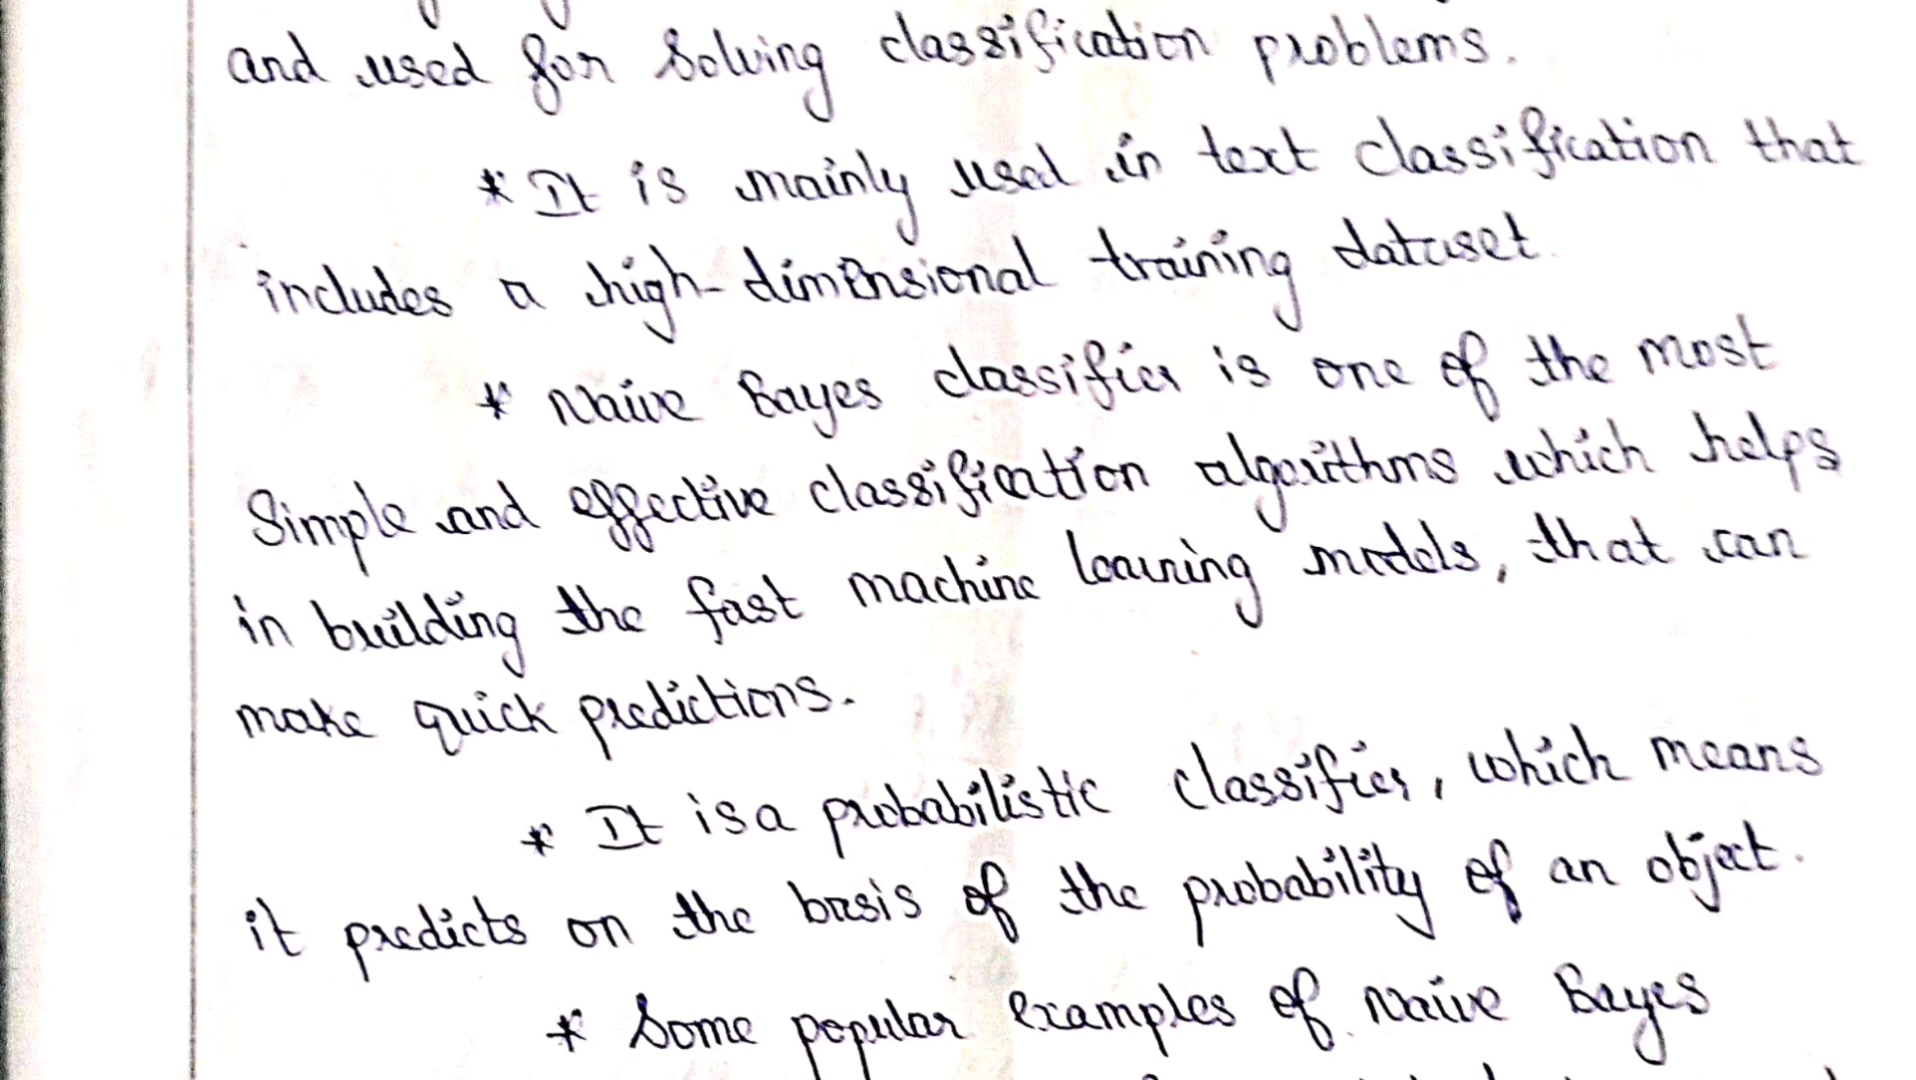 and used for Solving classification problems.
* It is mainly used in text classification that
includes a high-dimensional training dataset.
* Naive Bayes classifier is one of the most
Simple and effective classification algorithms which helps
in building the fast machine learning models, that can
make quick predictions.
* It is a probabilistic classifier, which means
it predicts on the basis of the probability of an object.
* Some popular examples of Naive Bayes